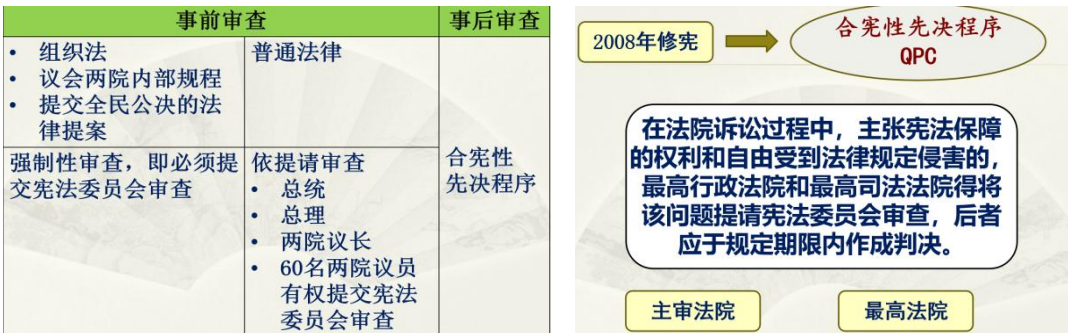 事前审查
事后审查
• 组织法
• 议会两院内部规程
• 提交全民公决的法
律提案
普通法律
强制性审查，即必须提
交宪法委员会审查
依提请审查
• 总统
• 总理
• 两院议长
• 60名两院议员
有权提交宪法
委员会审查
合宪性
先决程序
2008年修宪
合宪性先决程序
QPC
在法院诉讼过程中，主张宪法保障
的权利和自由受到法律规定侵害的，
最高行政法院和最高司法法院得将
该问题提请宪法委员会审查，后者
应于规定期限内作成判决。
主审法院
最高法院